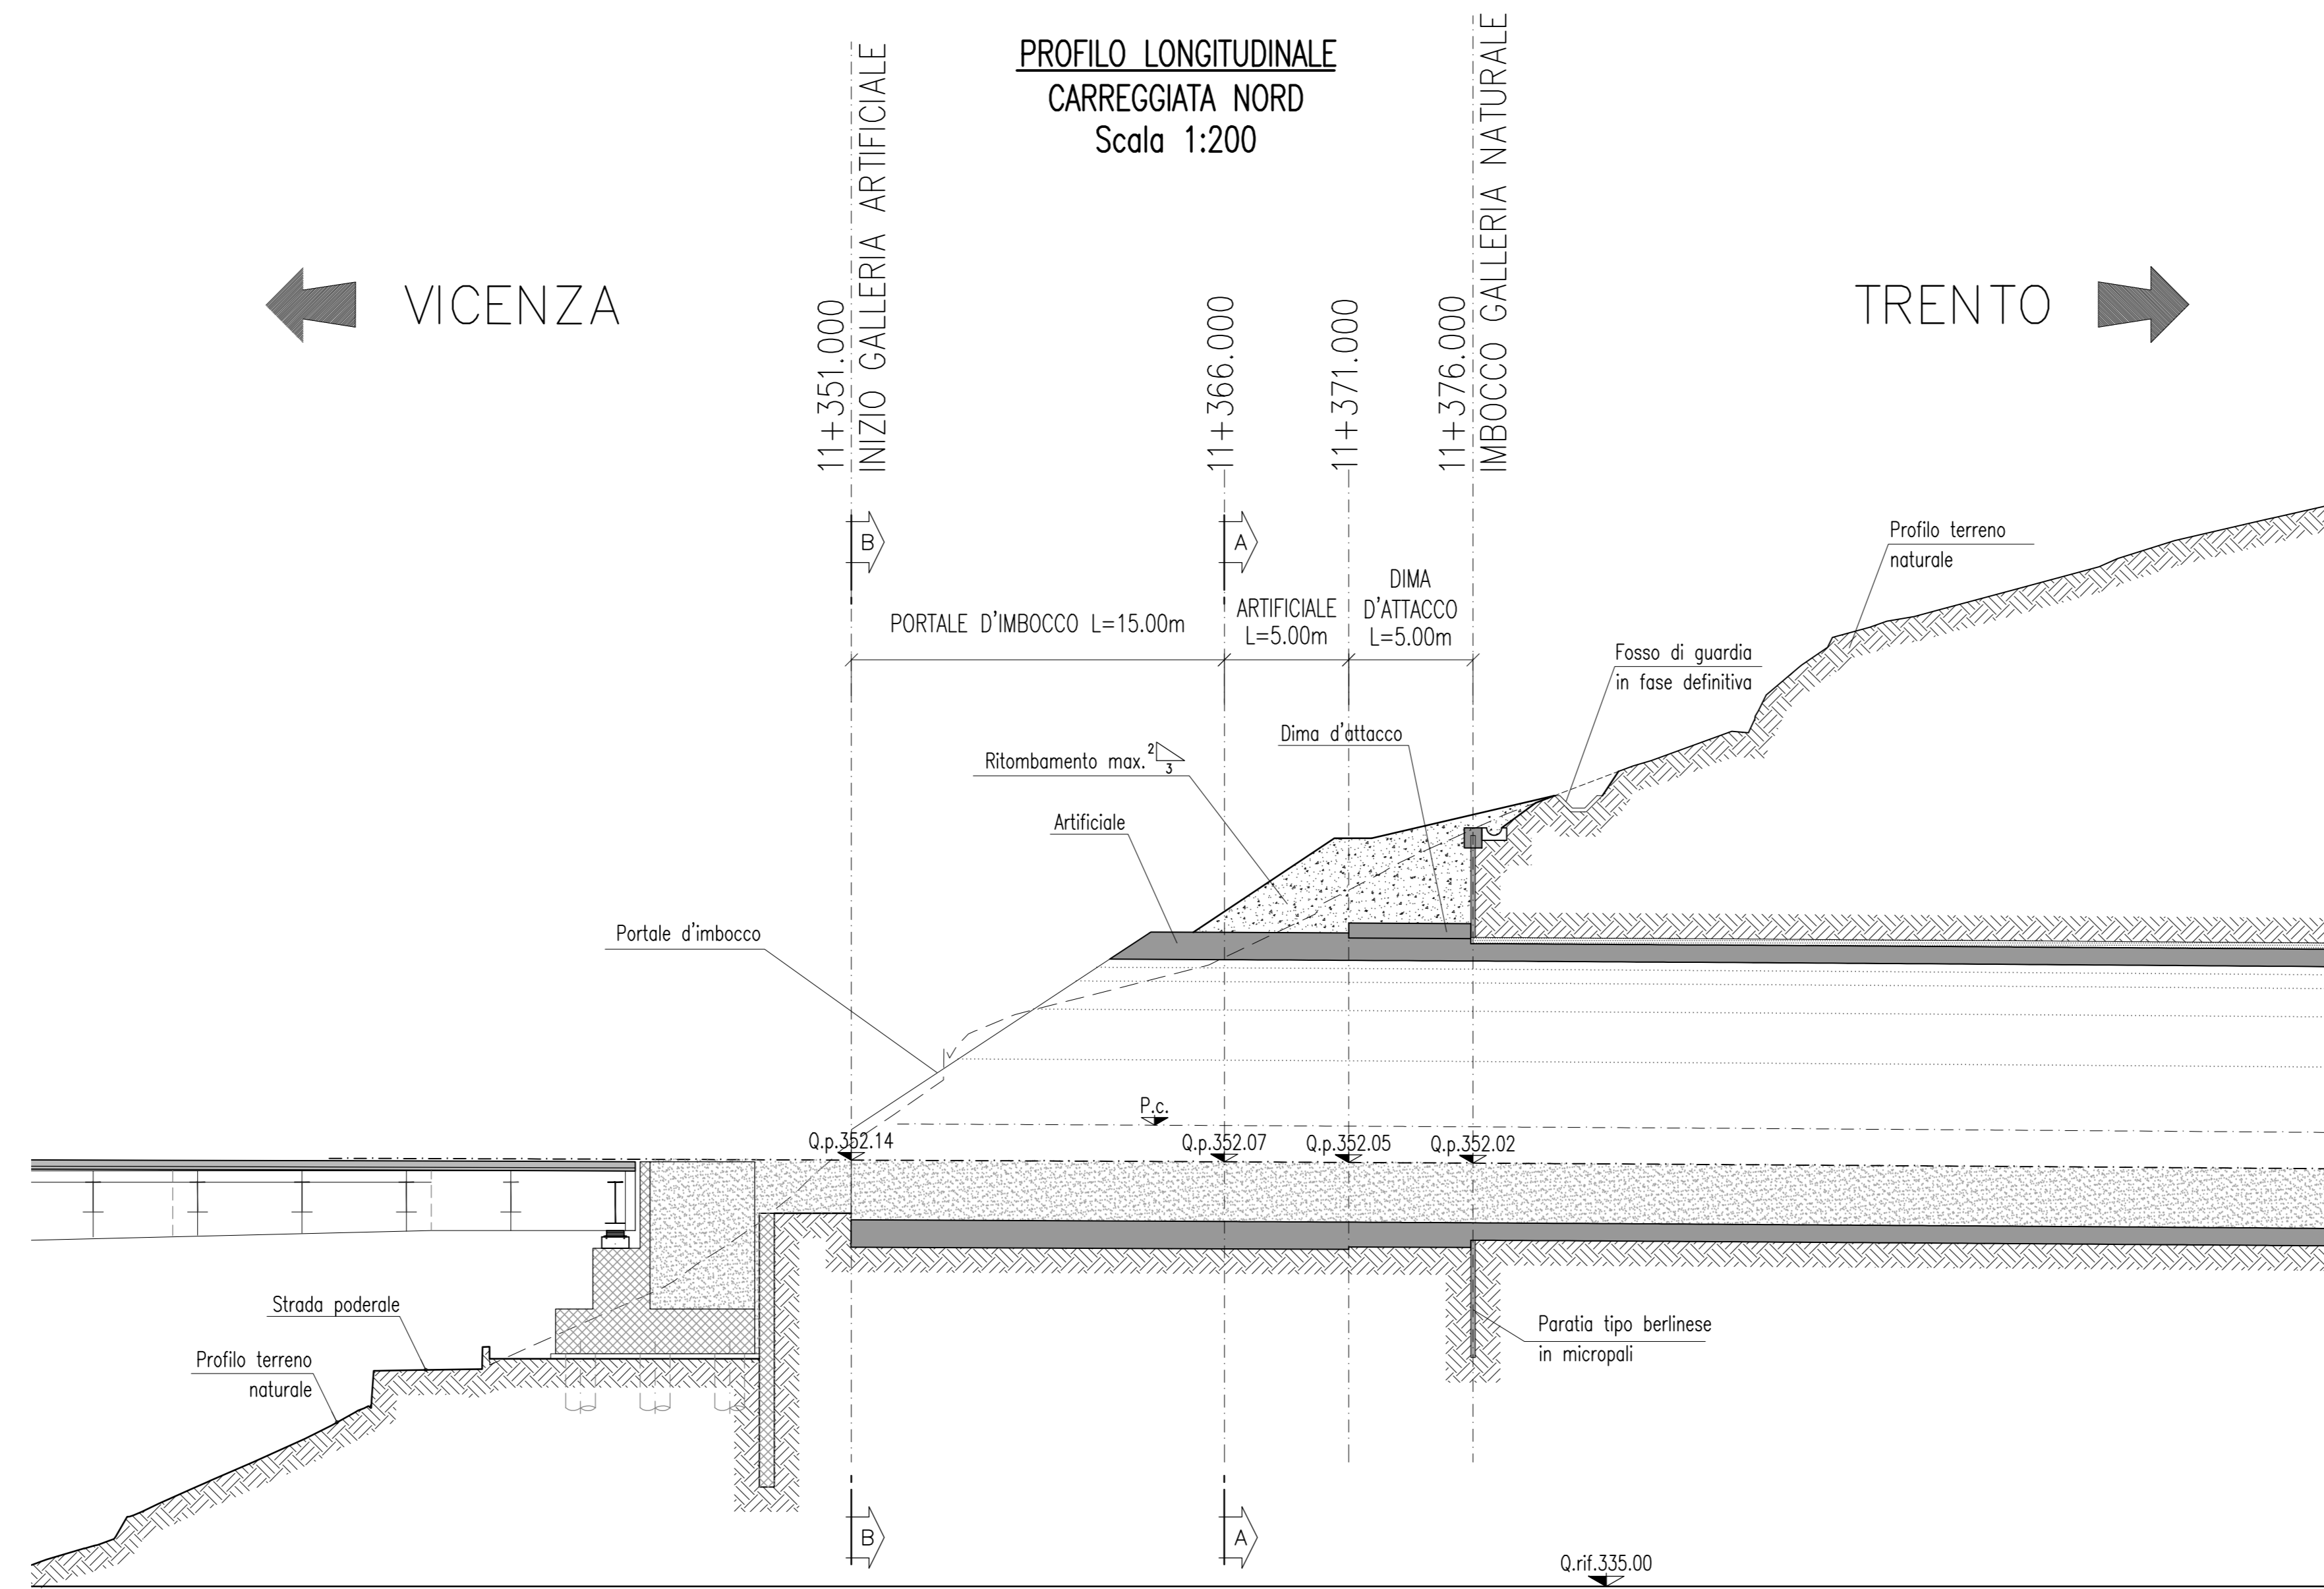 PROFILO LONGITUDINALE
CARREGGIATA NORD
Scala 1:200
VICENZA
TRENTO
11+351.000
INIZIO GALLERIA ARTIFICIALE
11+366.000
11+371.000
11+376.000
IMBOCCO GALLERIA NATURALE
B
A
PORTALE D'IMBOCCO L=15.00m
ARTIFICIALE
L=5.00m
DIMA
D'ATTACCO
L=5.00m
Profilo terreno
naturale
Fosso di guardia
in fase definitiva
Dima d'attacco
Ritombamento max. 2
3
Artificiale
Portale d'imbocco
P.c.
Q.p.352.14
Q.p.352.07
Q.p.352.05
Q.p.352.02
Strada poderale
Profilo terreno
naturale
Paratia tipo berlinese
in micropali
B
A
Q.rif.335.00